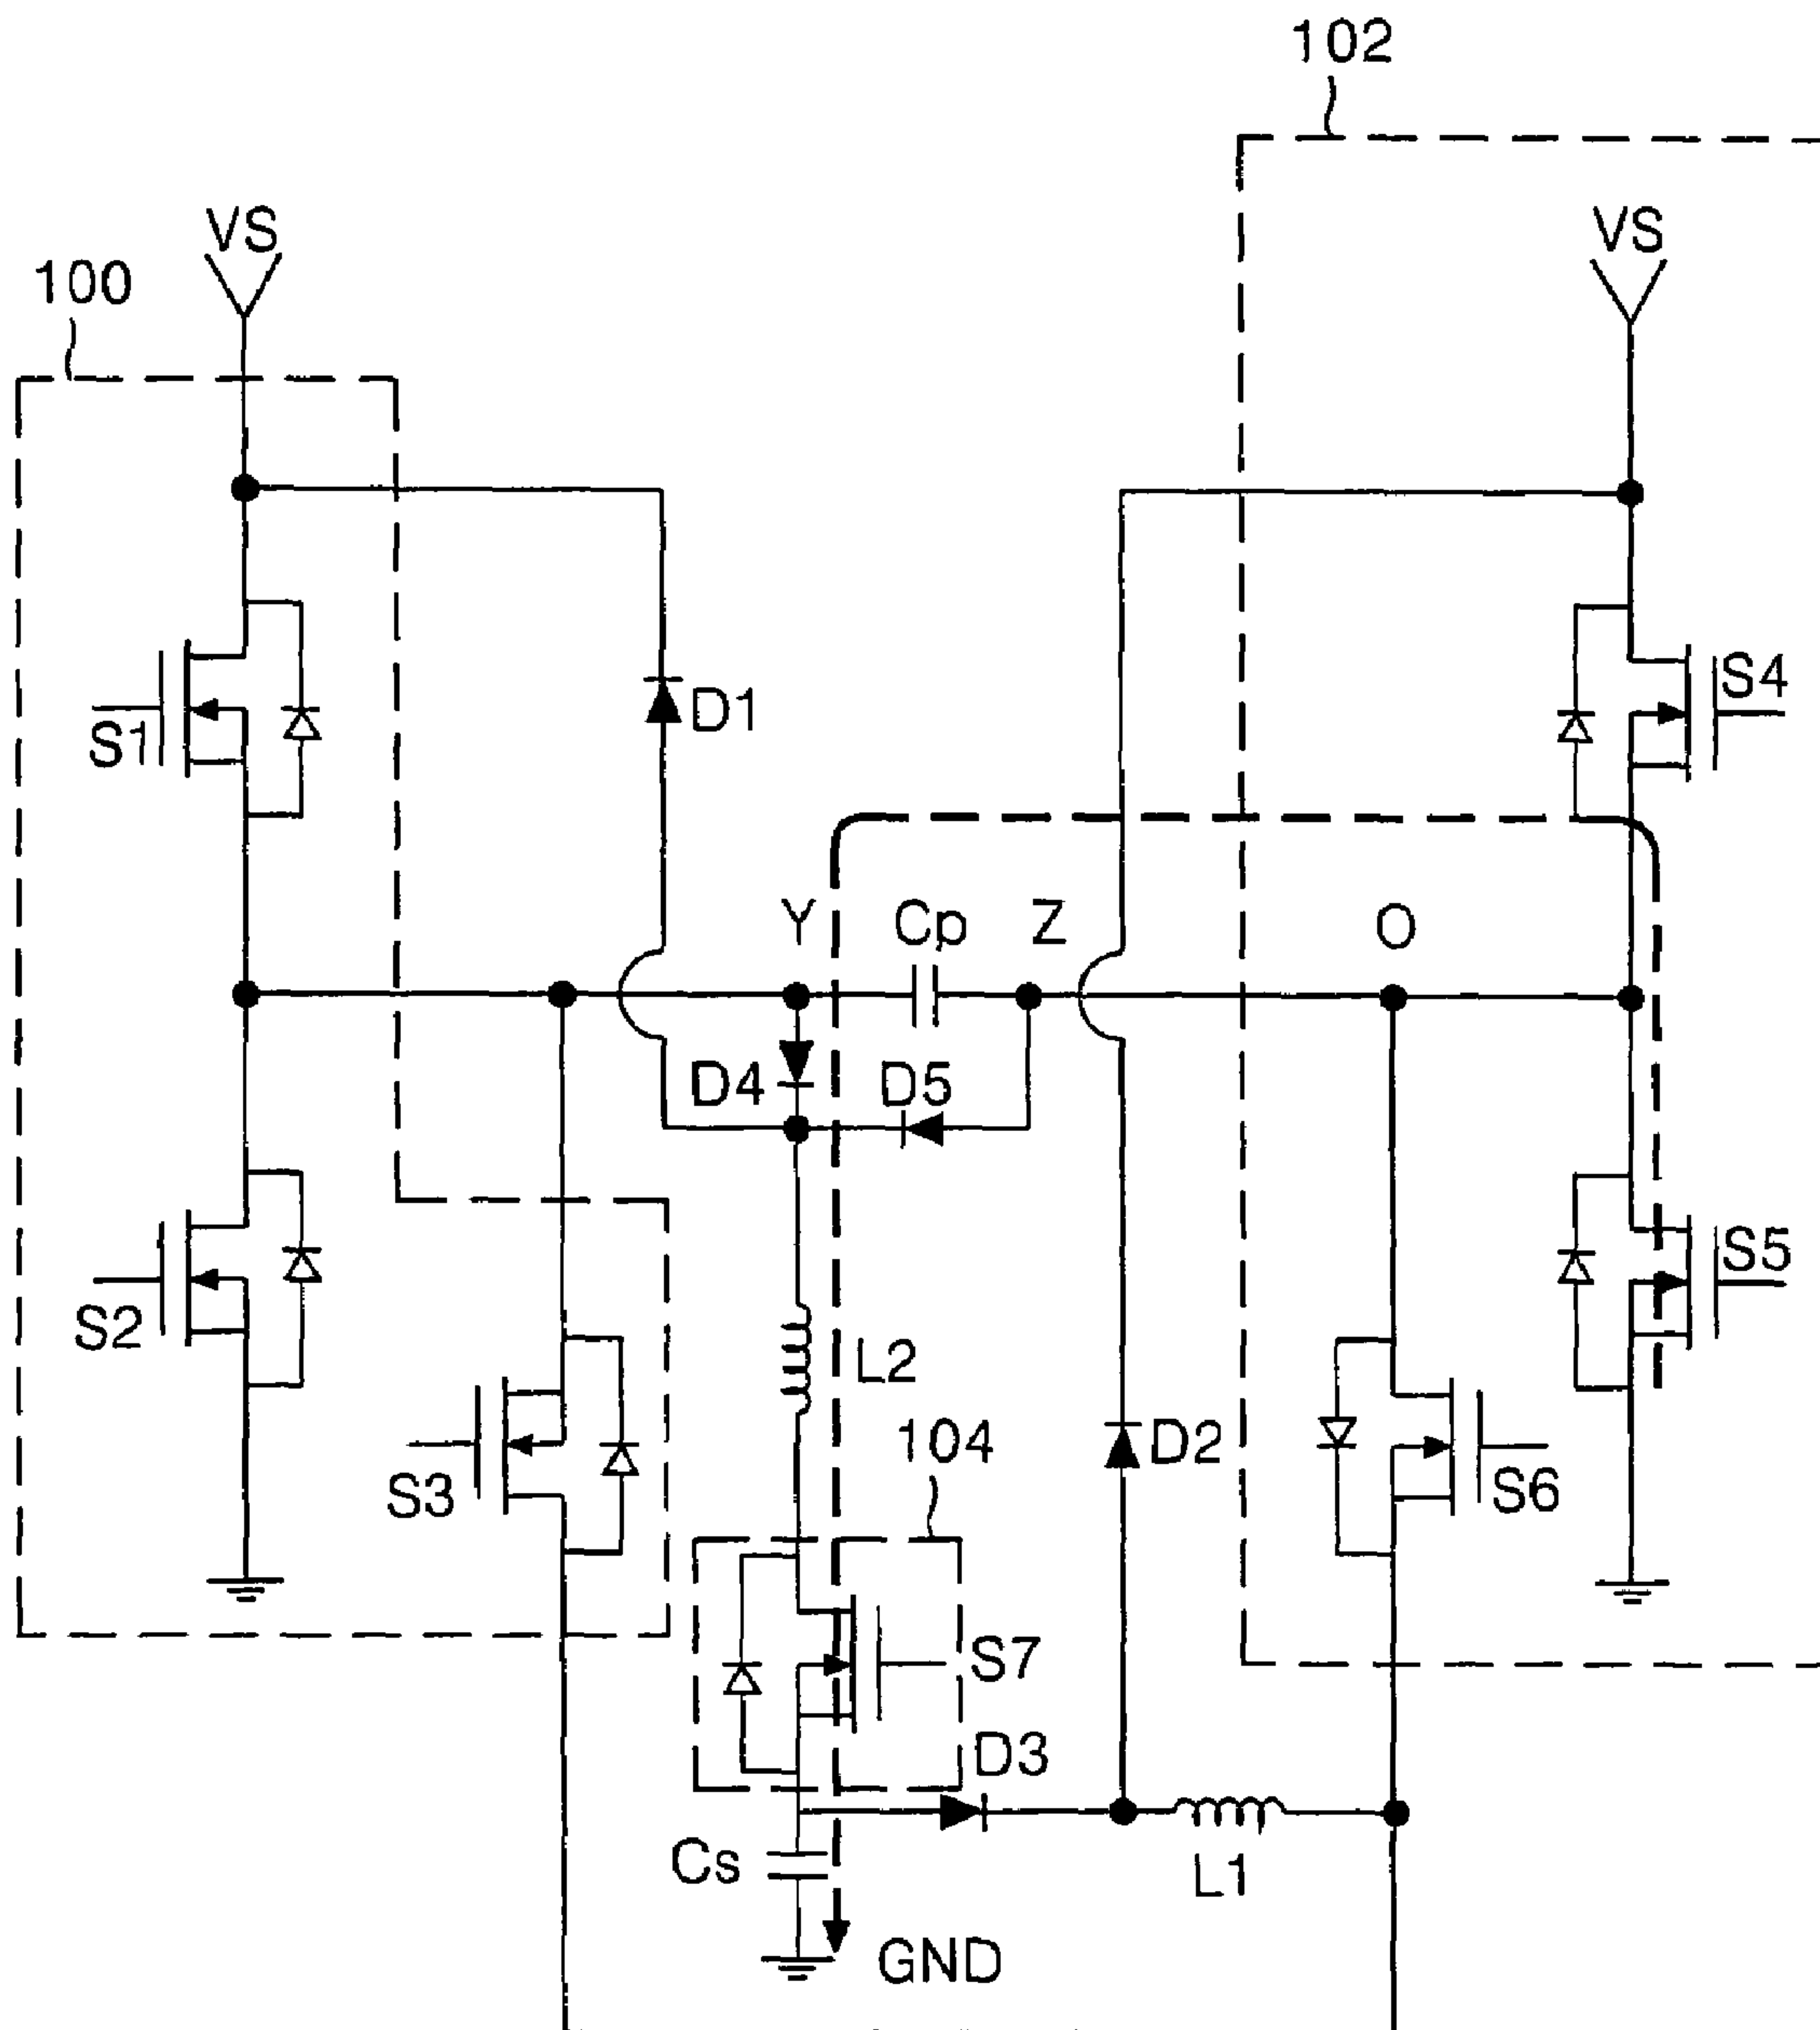 102
VS
VS
100
S1
D1
S4
Y
Cp
Z
O
D4
D5
S2
S5
L2
104
D2
S3
S6
S7
D3
Cs
L1
GND